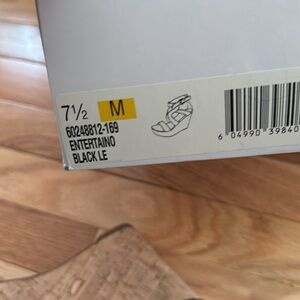 7½ M
60248812-169
ENTERTAINO
BLACK LE
6 04990 39840